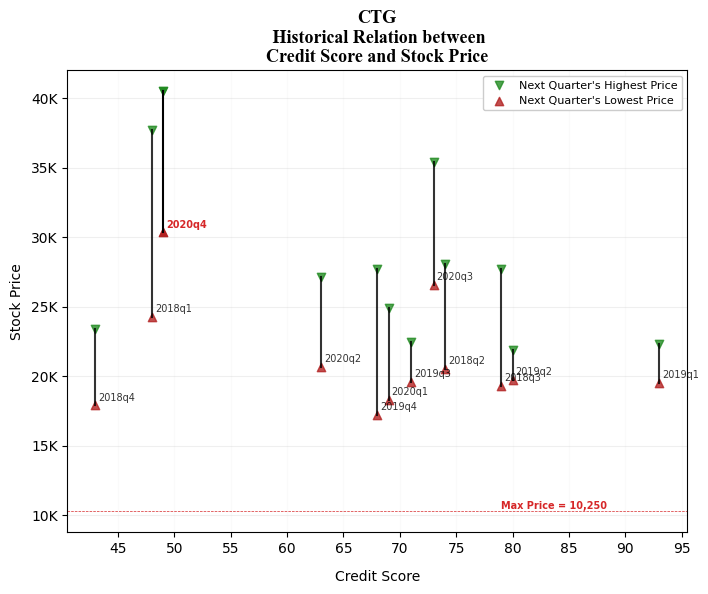 CTG
Historical Relation between
Credit Score and Stock Price
Next Quarter's Highest Price
Next Quarter's Lowest Price
40K
35K
30K
25K
20K
15K
10K
Stock Price
2020q4
2018q1
2020q3
2020q2
2018q2
2019q3
2019q2
2018q3
2019q1
2020q1
2018q4
2019q4
Max Price = 10,250
45 50 55 60 65 70 75 80 85 90 95
Credit Score